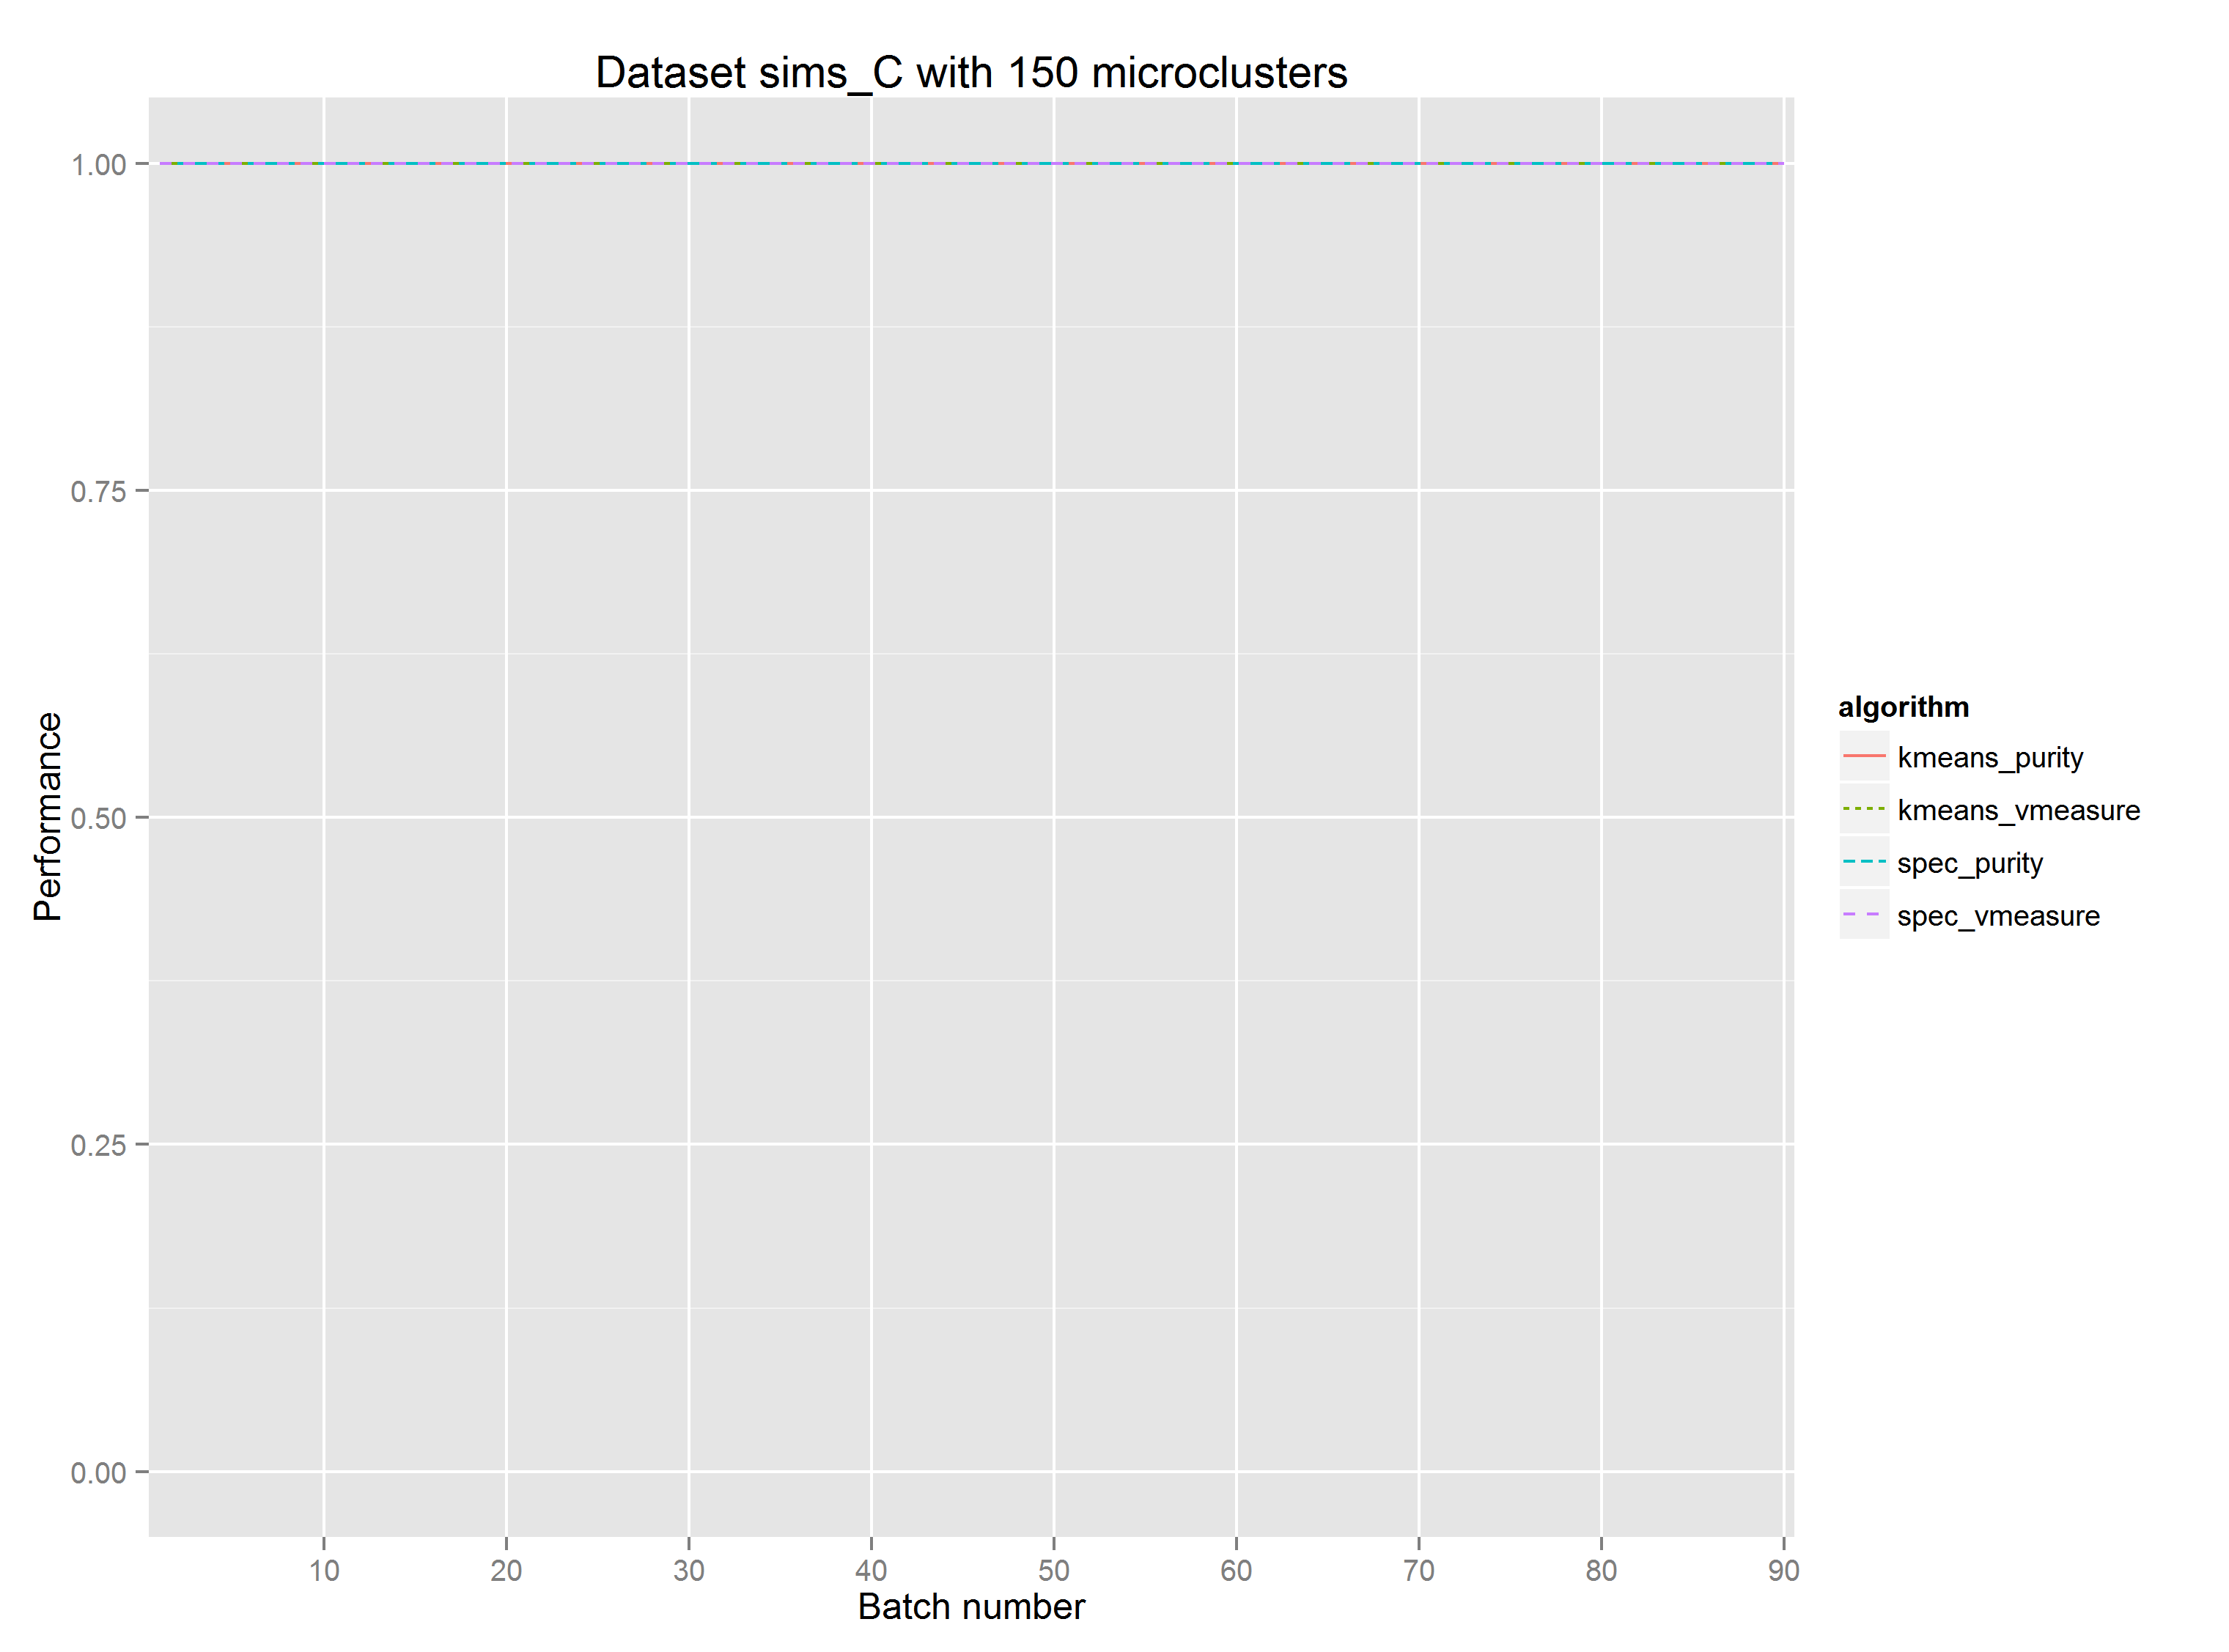 Dataset sims_C with 150 microclusters
1.00
0.75
0.50
0.25
0.00
Performance
10 20 30 40 50 60 70 80 90
Batch number
algorithm
kmeans_purity
kmeans_vmeasure
spec_purity
spec_vmeasure